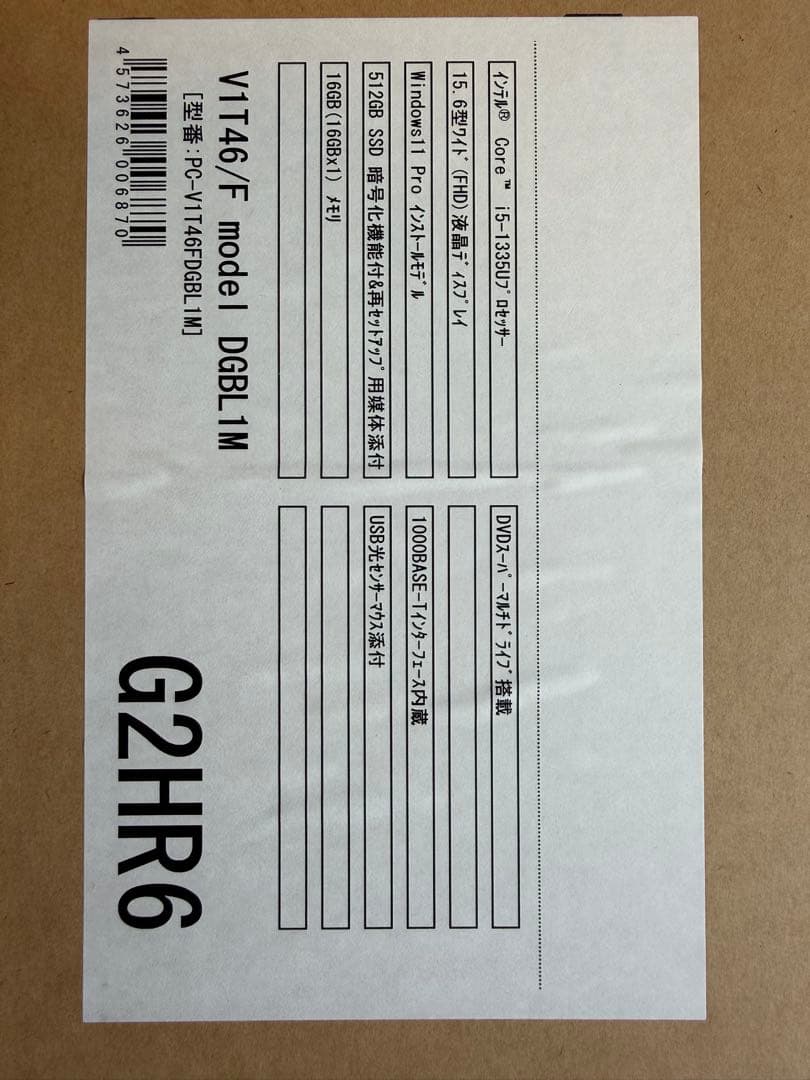 インテル® Core™ i5-1335Uプロセッサー
15.6型ワイド(FHD)液晶ディスプレイ
Windows11 Pro インストールモデル
512GB SSD 暗号化機能付&再セットアップ用媒体添付
16GB(16GBx1) メモリ
DVDスーパーマルチドライブ搭載
1000BASE-Tインターフェース内蔵
USB光センサーマウス添付
V1T46/F model DGBL1M
[型番:PC-V1T46FDGBL1M]
4573626006870
G2HR6